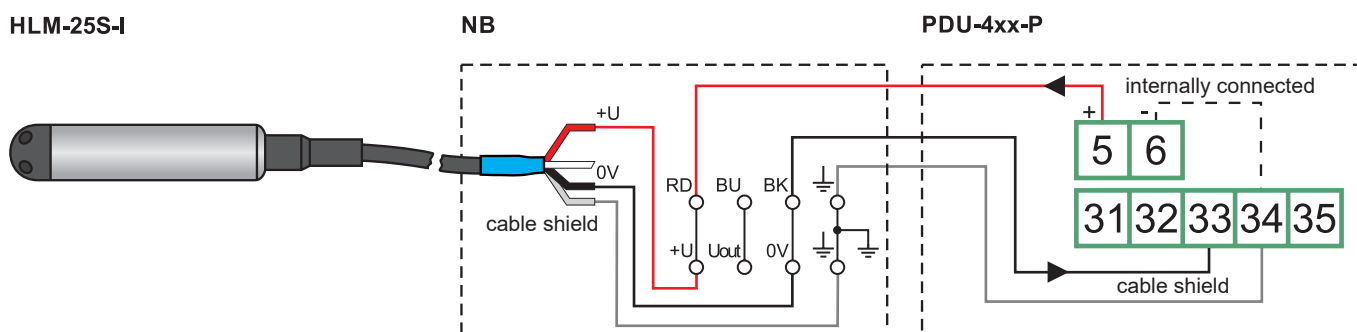 HLM-25S-I
NB
PDU-4xx-P
internally connected
+U
+ -
5 6
0V
RD BU BK
cable shield
31 32 33 34 35
+U Uout 0V
cable shield